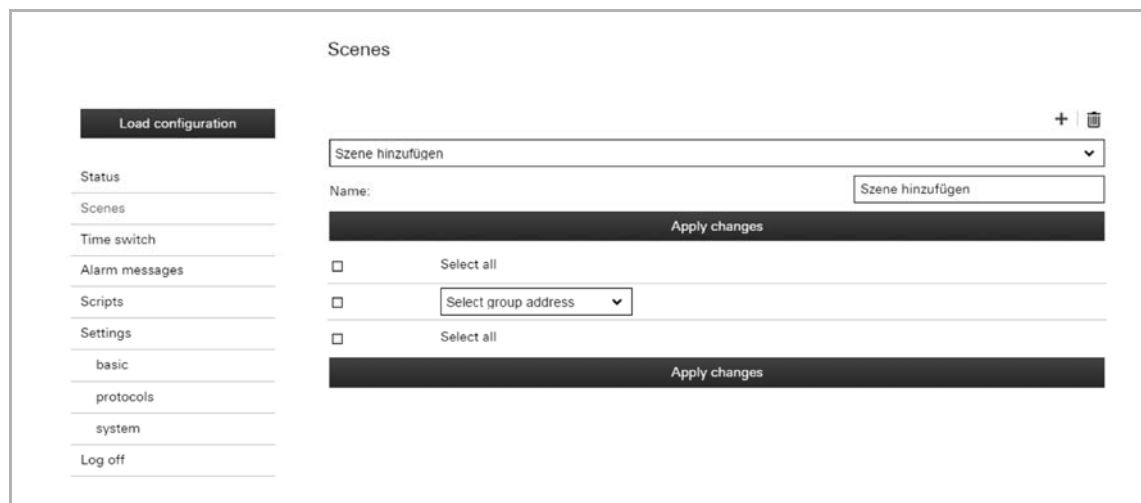 Scenes
Load configuration
Status
Scenes
Time switch
Alarm messages
Scripts
Settings
basic
protocols
system
Log off
Szene hinzufügen
Name:
Szene hinzufügen
Apply changes
Select all
Select group address
Select all
Apply changes